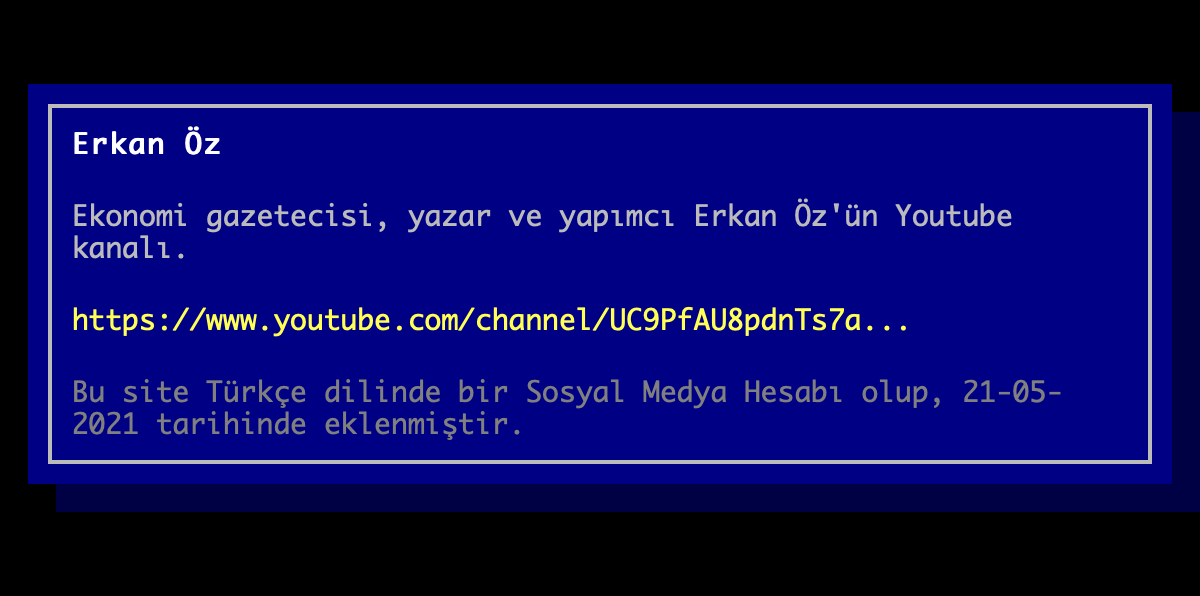 Erkan Öz
Ekonomi gazetecisi, yazar ve yapımcı Erkan Öz'ün Youtube
kanalı.
https://www.youtube.com/channel/UC9PfAU8pdnTs7a...
Bu site Türkçe dilinde bir Sosyal Medya Hesabı olup, 21-05-
2021 tarihinde eklenmiştir.